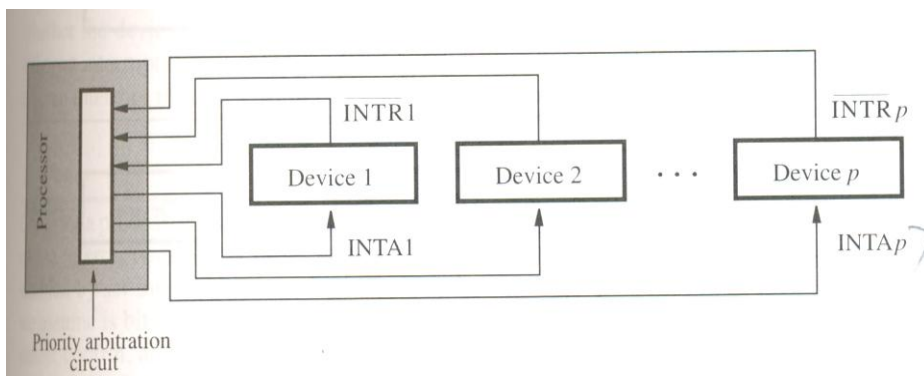 INTR1
INTRp
Processor
Device 1
Device 2
. . .
Device p
INTA1
INTAp
Priority arbitration
circuit